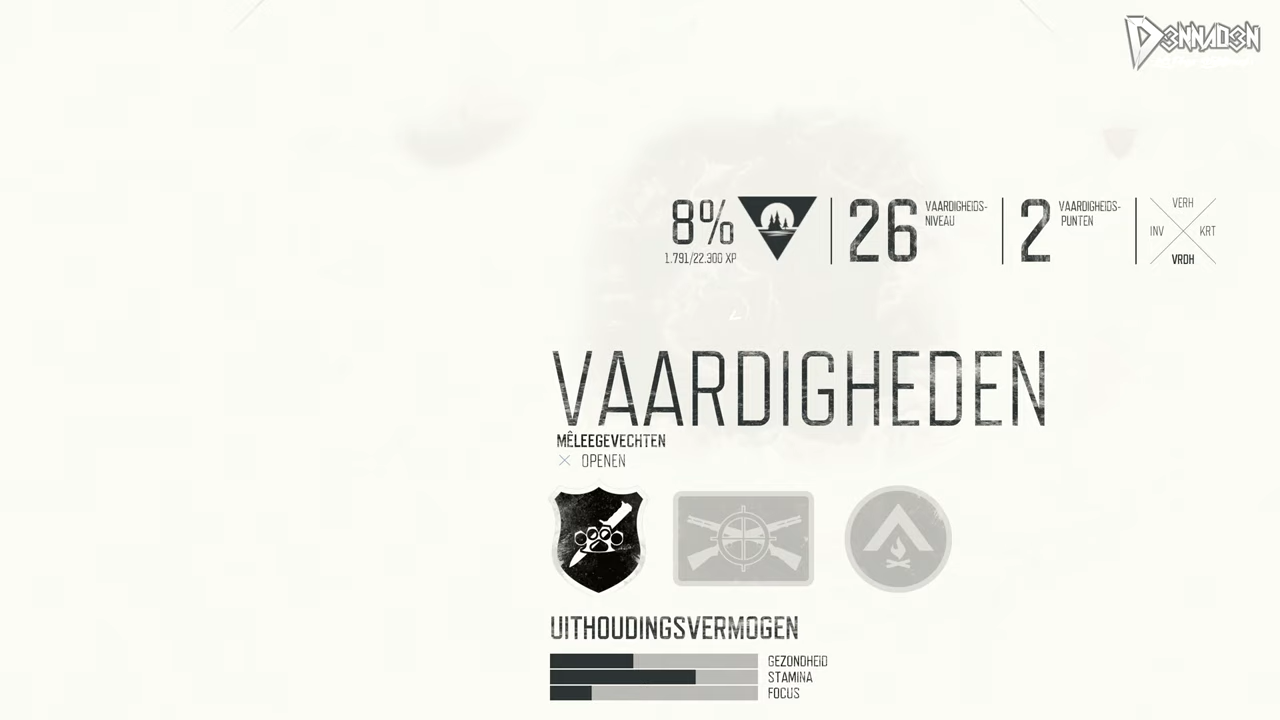 D3NNAD3N
8%
1.791/22.300 XP
26
VAARDIGHEIDS-
NIVEAU
2
VAARDIGHEIDS-
PUNTEN
VERH
INV
KRT
VRDH
VAARDIGHEDEN
MÊLEEGEVECHTEN
OPENEN
UITHOUDINGSVERMOGEN
GEZONDHEID
STAMINA
FOCUS